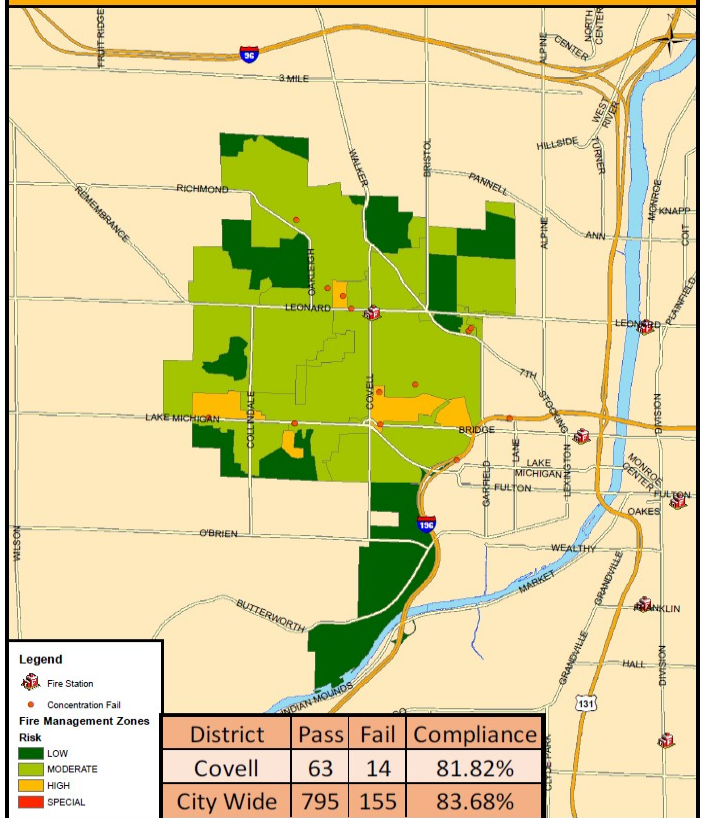 N
FRUIT RIDGE
NORTH
CENTER
ALPINE
CENTER
96
3 MILE
WEST
RIVER
HILLSIDE
TURNER
WALKER
BRISTOL
PANNELL
MONROE
RICHMOND
REMEMBRANCE
KNAPP
ALPINE
ANN
COIT
OAKLEIGH
PLAINFIELD
LEONARD
LEONARD
7TH
STOCKING
COVELL
COLLINDALE
DIVISION
LAKE MICHIGAN
BRIDGE
LANE
LEXINGTON
GARFIELD
LAKE
MICHIGAN
MONROE
CENTER
FULTON
FULTON
OAKES
196
O'BRIEN
WILSON
WEALTHY
MARKET
GRANDVILLE
BUTTERWORTH
FRANKLIN
GRANDVILLE
HALL
DIVISION
INDIAN MOUNDS
131
CLYDE PARK
Legend
Fire Station
Concentration Fail
Fire Management Zones
Risk
LOW
MODERATE
HIGH
SPECIAL
District Pass Fail Compliance
Covell 63 14 81.82%
City Wide 795 155 83.68%